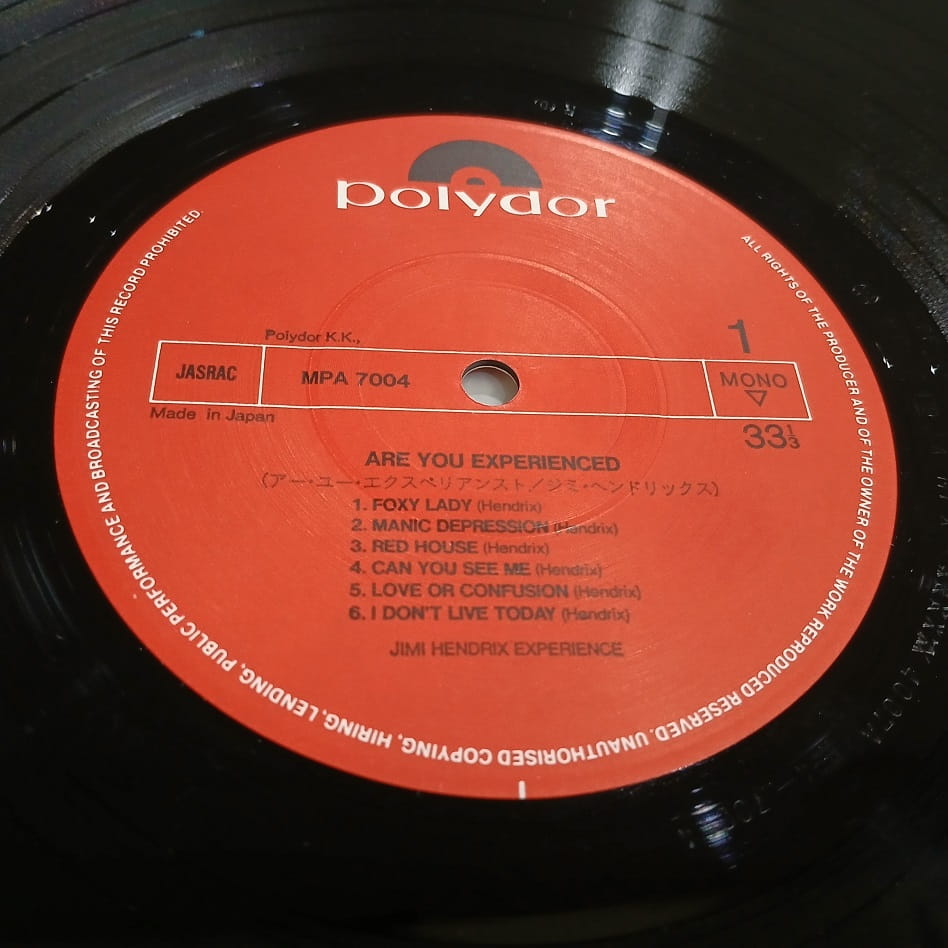 polydor
1
Polydor K.K.,
JASRAC
MPA 7004
MONO
Made in Japan
33⅓
ARE YOU EXPERIENCED
(アー・ユー・エクスペリアンスト/ジミ・ヘンドリックス)
1. FOXY LADY (Hendrix)
2. MANIC DEPRESSION (Hendrix)
3. RED HOUSE (Hendrix)
4. CAN YOU SEE ME (Hendrix)
5. LOVE OR CONFUSION (Hendrix)
6. I DON'T LIVE TODAY (Hendrix)
JIMI HENDRIX EXPERIENCE
ALL RIGHTS OF THE PRODUCER AND OF THE OWNER OF THE WORK REPRODUCED RESERVED. UNAUTHORISED COPYING, HIRING, LENDING, PUBLIC PERFORMANCE AND BROADCASTING OF THIS RECORD PROHIBITED.